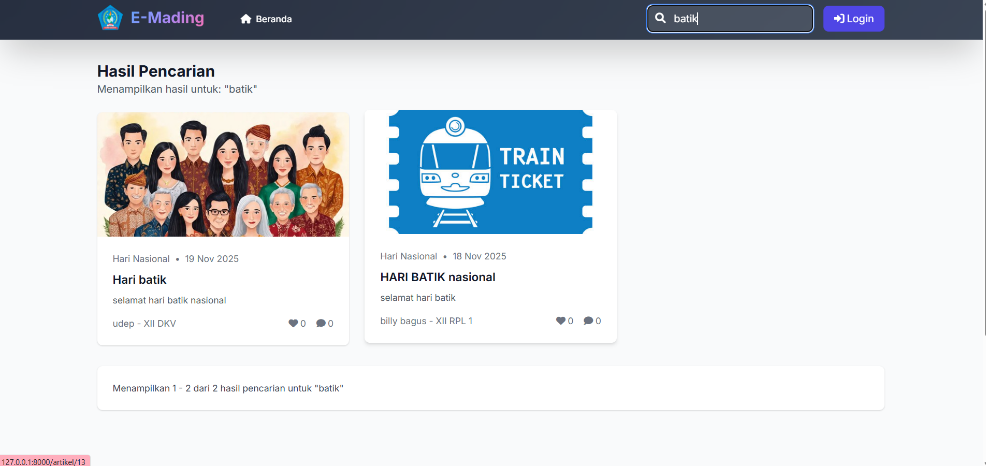 E-Mading
Beranda
batik
Login
Hasil Pencarian
Menampilkan hasil untuk: "batik"
TRAIN
TICKET
Hari Nasional • 19 Nov 2025
Hari batik
selamat hari batik nasional
udep - XII DKV
0 0
Hari Nasional • 18 Nov 2025
HARI BATIK nasional
selamat hari batik
billy bagus - XII RPL 1
0 0
Menampilkan 1 - 2 dari 2 hasil pencarian untuk "batik"
127.0.0.1:8000/artikel/13